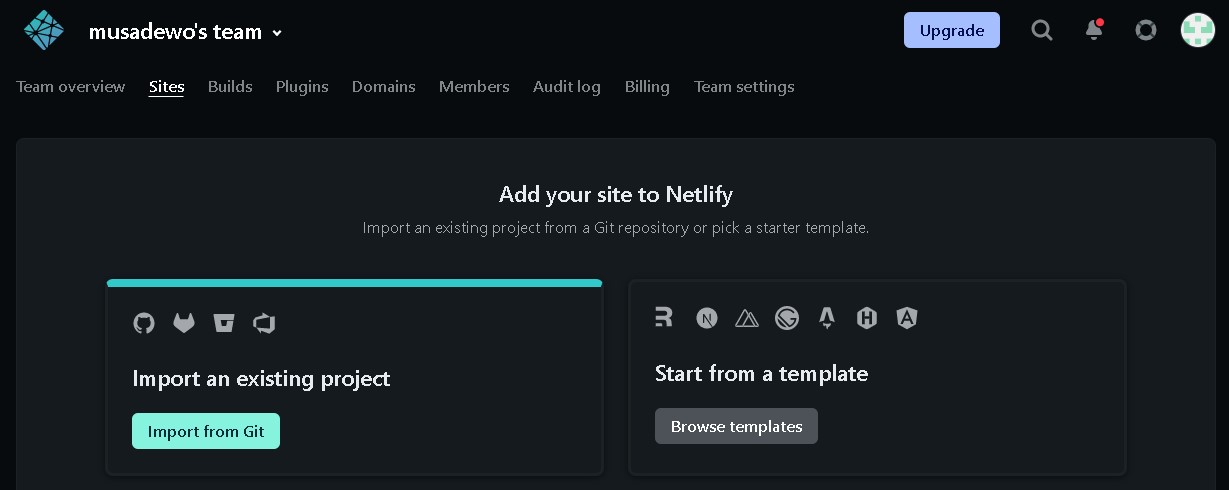 musadewo's team
Upgrade
Team overview Sites Builds Plugins Domains Members Audit log Billing Team settings
Add your site to Netlify
Import an existing project from a Git repository or pick a starter template.
Import an existing project
Import from Git
Start from a template
Browse templates